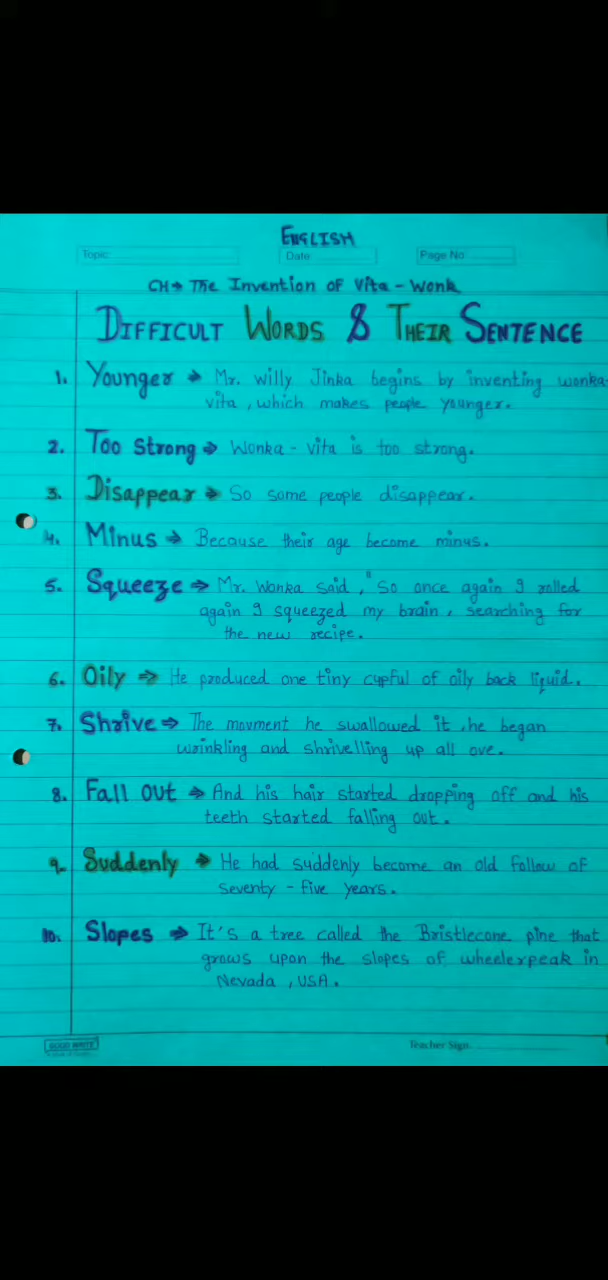 ENGLISH
Topic: Date: Page No:
CH→ The Invention of Vita - Wonk
DIFFICULT WORDS & THEIR SENTENCE
1. Younger → Mr. willy Jinka begins by inventing wonka-
vita, which makes people younger.
2. Too Strong → Wonka - vita is too strong.
3. Disappear → So some people disappear.
4. Minus → Because their age become minus.
5. Squeeze → Mr. Wonka said, "So once again I rolled
again I squeezed my brain, searching for
the new recipe.
6. Oily → He produced one tiny cupful of oily back liquid.
7. Shrive → The movment he swallowed it, he began
wrinkling and shrivelling up all ove.
8. Fall out → And his hair started dropping off and his
teeth started falling out.
9. Suddenly → He had suddenly become an old follow of
seventy - five years.
10. Slopes → It's a tree called the Bristlecone pine that
grows upon the slopes of wheelerpeak in
Nevada, USA.
GOOD WRITE Teacher Sign.